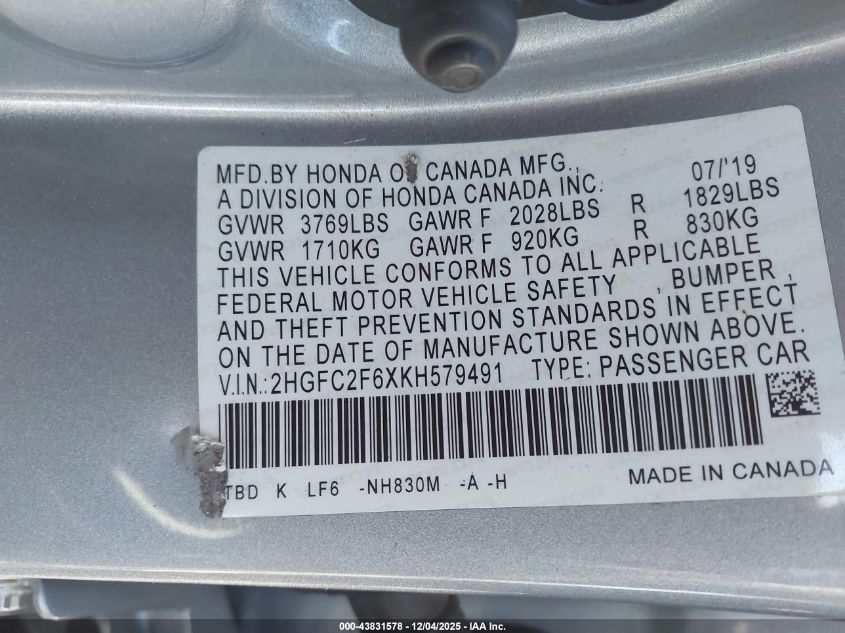 MFD.BY HONDA OF CANADA MFG., 07/'19
A DIVISION OF HONDA CANADA INC.
GVWR 3769LBS GAWR F 2028LBS R 1829LBS
GVWR 1710KG GAWR F 920KG R 830KG
THIS VEHICLE CONFORMS TO ALL APPLICABLE
FEDERAL MOTOR VEHICLE SAFETY , BUMPER ,
AND THEFT PREVENTION STANDARDS IN EFFECT
ON THE DATE OF MANUFACTURE SHOWN ABOVE.
V.I.N.:2HGFC2F6XKH579491 TYPE: PASSENGER CAR
TBD K LF6 -NH830M -A -H MADE IN CANADA
000-43831578 - 12/04/2025 - IAA Inc.